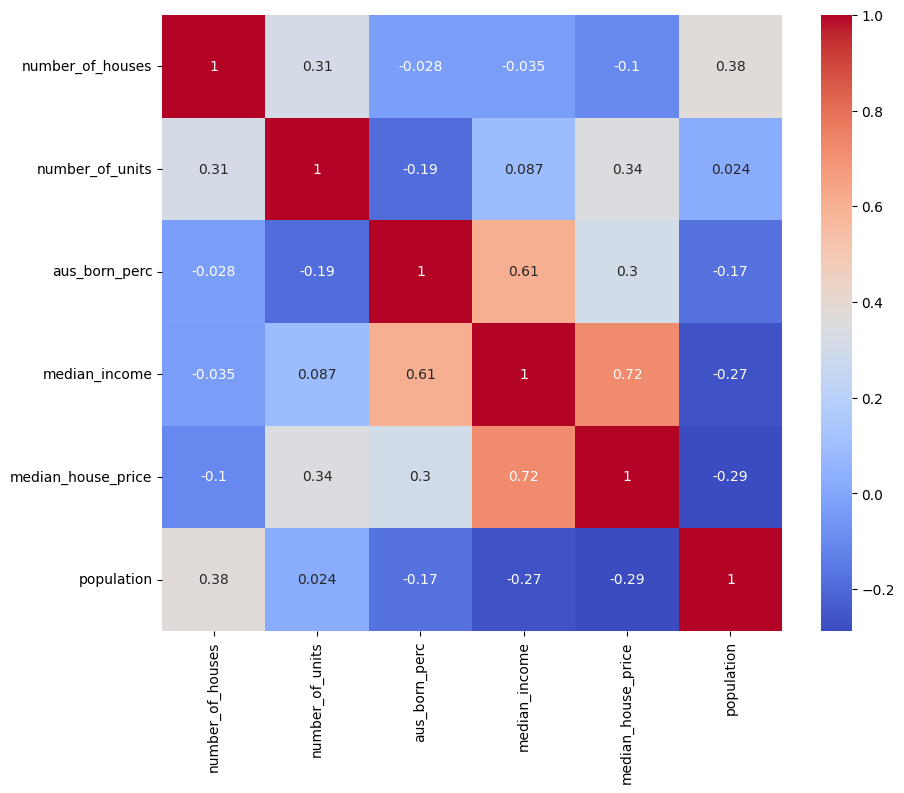 number_of_houses 1 0.31 -0.028 -0.035 -0.1 0.38
number_of_units 0.31 1 -0.19 0.087 0.34 0.024
aus_born_perc -0.028 -0.19 1 0.61 0.3 -0.17
median_income -0.035 0.087 0.61 1 0.72 -0.27
median_house_price -0.1 0.34 0.3 0.72 1 -0.29
population 0.38 0.024 -0.17 -0.27 -0.29 1
number_of_houses
number_of_units
aus_born_perc
median_income
median_house_price
population
1.0
0.8
0.6
0.4
0.2
0.0
−0.2